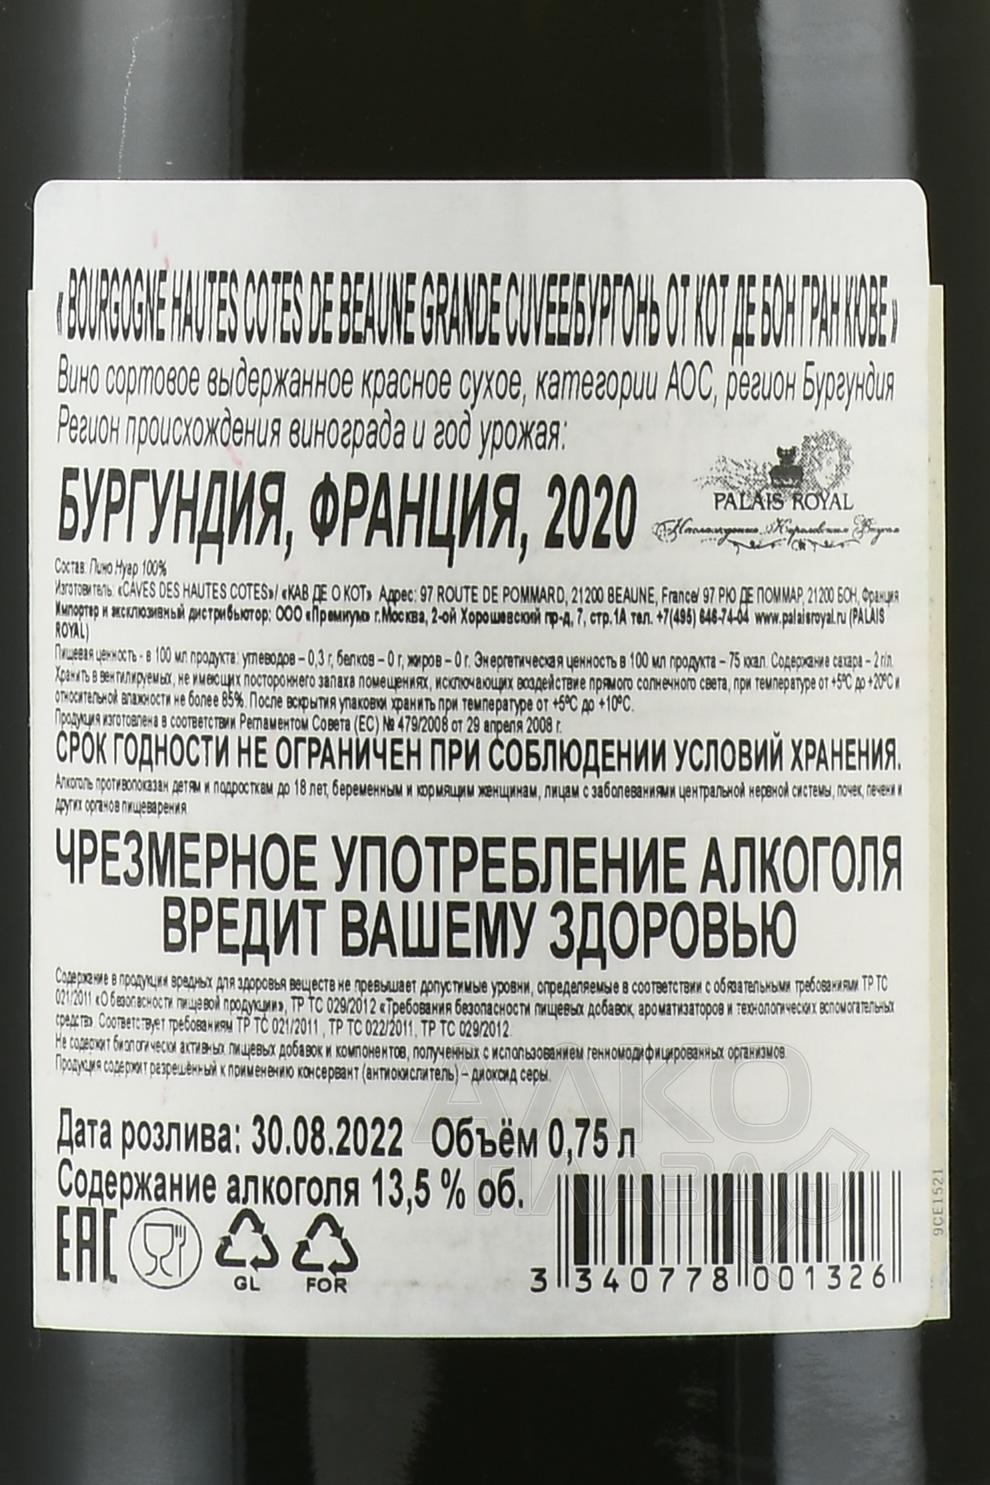 « BOURGOGNE HAUTES COTES DE BEAUNE GRANDE CUVEE/БУРГОНЬ ОТ КОТ ДЕ БОН ГРАН КЮВЕ »
Вино сортовое выдержанное красное сухое, категории АОС, регион Бургундия
Регион происхождения винограда и год урожая:
БУРГУНДИЯ, ФРАНЦИЯ, 2020
PALAIS ROYAL
Состав: Пино Нуар 100%
Изготовитель: «CAVES DES HAUTES COTES»/ «КАВ ДЕ О КОТ» Адрес: 97 ROUTE DE POMMARD, 21200 BEAUNE, France/ 97 РЮ ДЕ ПОММАР, 21200 БОН, Франция
Импортер и эксклюзивный дистрибьютор: ООО «Премиум» г.Москва, 2-ой Хорошевский пр-д, 7, стр.1А тел. +7(495) 646-74-04 www.palaisroyal.ru (PALAIS
ROYAL)
Пищевая ценность - в 100 мл продукта: углеводов – 0,3 г, белков – 0 г, жиров – 0 г. Энергетическая ценность в 100 мл продукта – 75 ккал. Содержание сахара – 2 г/л.
Хранить в вентилируемых, не имеющих постороннего запаха помещениях, исключающих воздействие прямого солнечного света, при температуре от +5ºС до +20ºС и
относительной влажности не более 85%. После вскрытия упаковки хранить при температуре от +5ºС до +10ºС.
Продукция изготовлена в соответствии Регламентом Совета (ЕС) № 479/2008 от 29 апреля 2008 г.
СРОК ГОДНОСТИ НЕ ОГРАНИЧЕН ПРИ СОБЛЮДЕНИИ УСЛОВИЙ ХРАНЕНИЯ.
Алкоголь противопоказан детям и подросткам до 18 лет, беременным и кормящим женщинам, лицам с заболеваниями центральной нервной системы, почек, печени и
других органов пищеварения
ЧРЕЗМЕРНОЕ УПОТРЕБЛЕНИЕ АЛКОГОЛЯ
ВРЕДИТ ВАШЕМУ ЗДОРОВЬЮ
Содержание в продукции вредных для здоровья веществ не превышает допустимые уровни, определяемые в соответствии с обязательными требованиями ТР ТС
021/2011 «О безопасности пищевой продукции», ТР ТС 029/2012 «Требования безопасности пищевых добавок, ароматизаторов и технологических вспомогательных
средств». Соответствует требованиям ТР ТС 021/2011 , ТР ТС 022/2011, ТР ТС 029/2012
Не содержит биологически активных пищевых добавок и компонентов, полученных с использованием генномодифицированных организмов
Продукция содержит разрешённый к применению консервант (антиокислитель) – диоксид серы.
Дата розлива: 30.08.2022 Объём 0,75 л
Содержание алкоголя 13,5 % об.
ЕАС
GL FOR
3 340778 001326
9CE1521
АЛКО
ПЛАЗА.ru